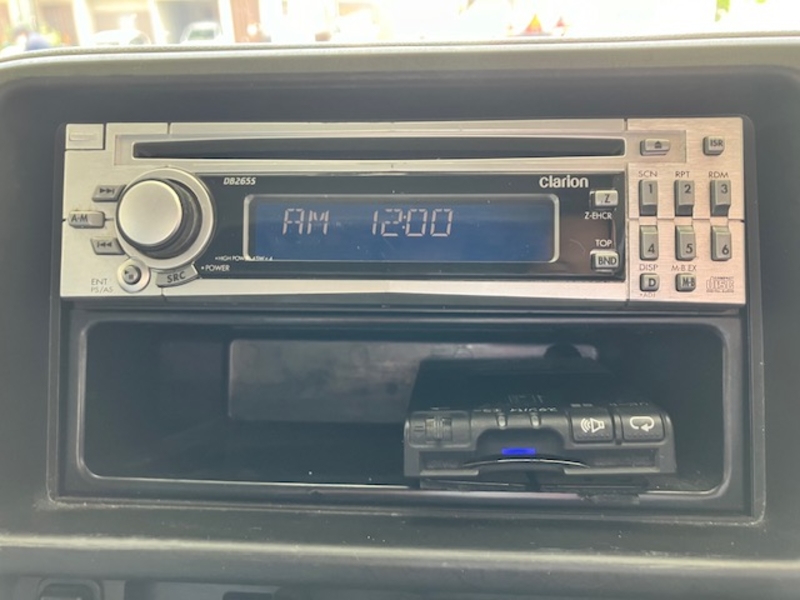 DB265S
clarion
ISR
SCN RPT RDM
1 2 3
A-M
AM 12:00
Z
Z-EHCR
TOP
BND
4 5 6
ENT
PS/AS
SRC
POWER
DISP M-B EX
D M-B
ADJ